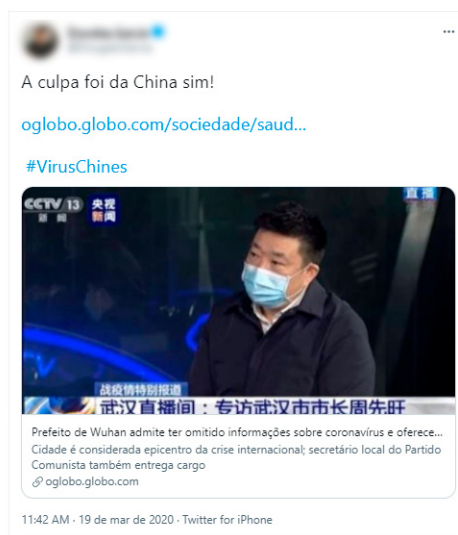 A culpa foi da China sim!
oglobo.globo.com/sociedade/saud...
#VirusChines
CCTV 13 央视
新闻 新闻
直播
战疫情特别报道
武汉直播间：专访武汉市市长周先旺
Prefeito de Wuhan admite ter omitido informações sobre coronavírus e oferece...
Cidade é considerada epicentro da crise internacional; secretário local do Partido
Comunista também entrega cargo
oglobo.globo.com
11:42 AM · 19 de mar de 2020 · Twitter for iPhone